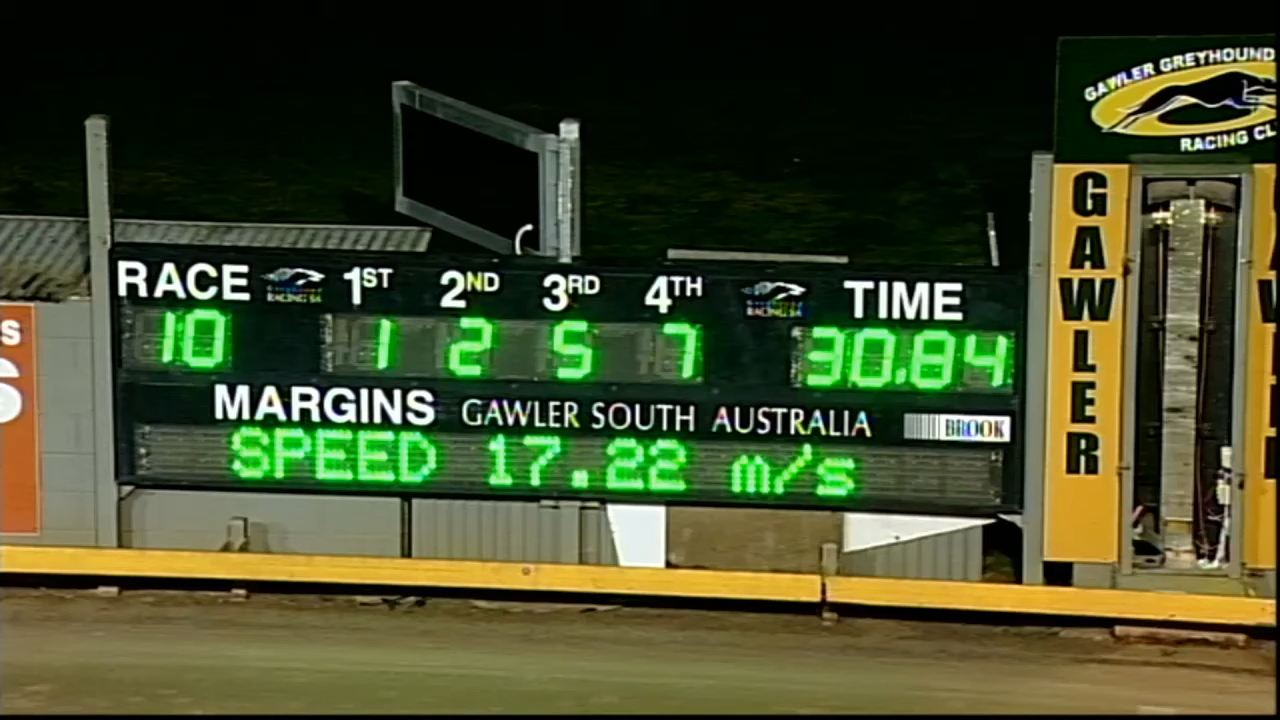 GAWLER GREYHOUND
RACING CL
GAWLER
RACE 1ST 2ND 3RD 4TH TIME
10 1 2 5 7 30.84
MARGINS GAWLER SOUTH AUSTRALIA BROOK
SPEED 17.22 m/s
S
S